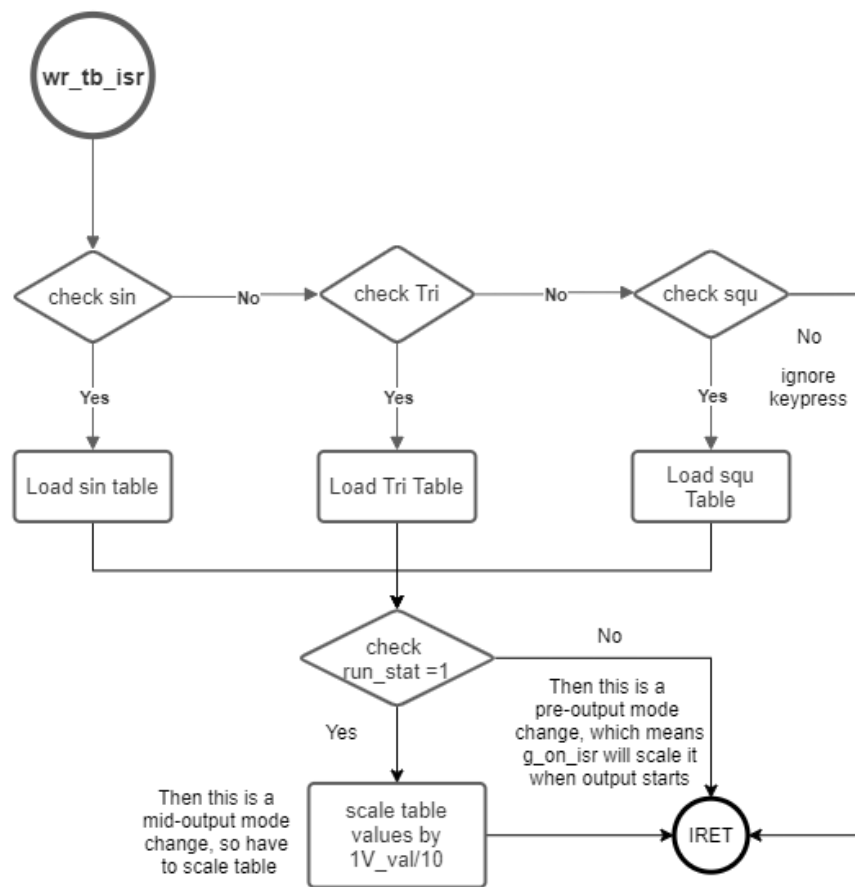 wr_tb_isr
check sin
No
check Tri
No
check squ
No
ignore
keypress
Yes
Yes
Yes
Load sin table
Load Tri Table
Load squ
Table
check
run_stat =1
No
Then this is a
pre-output mode
change, which means
g_on_isr will scale it
when output starts
Yes
Then this is a
mid-output mode
change, so have
to scale table
scale table
values by
1V_val/10
IRET